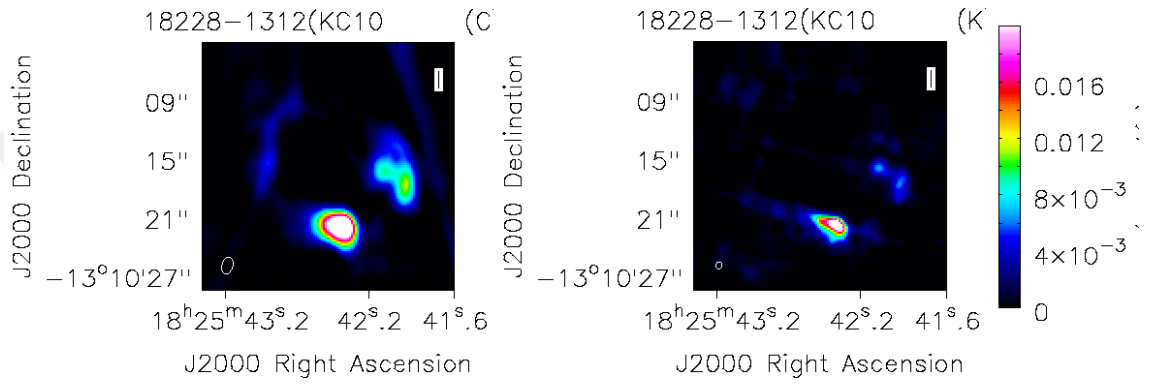 18228-1312(KC10 (C
J2000 Declination
09"
15"
21"
-13°10'27"
18ʰ25ᵐ43ˢ.2 42ˢ.2 41ˢ.6
J2000 Right Ascension
18228-1312(KC10 (K
J2000 Declination
09"
15"
21"
-13°10'27"
18ʰ25ᵐ43ˢ.2 42ˢ.2 41ˢ.6
J2000 Right Ascension
0.016
0.012
8×10⁻³
4×10⁻³
0